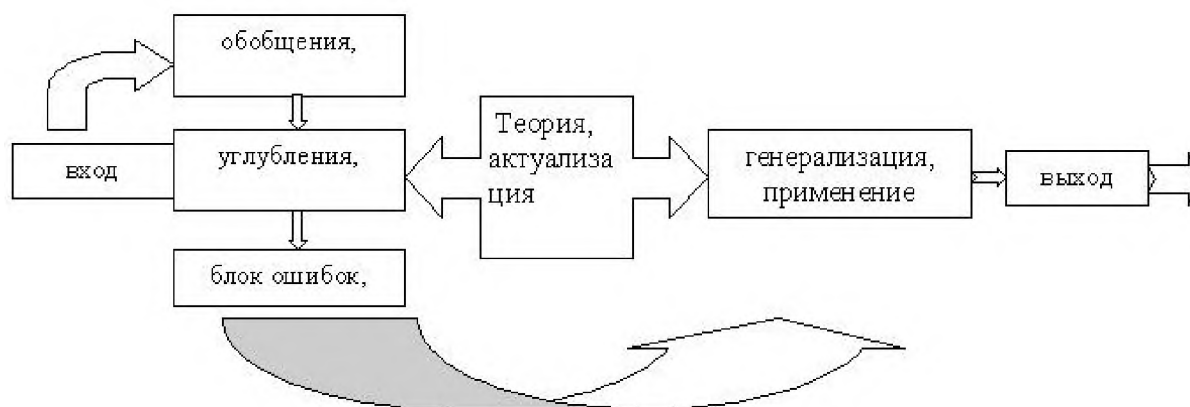 обобщения,
вход
углубления,
блок ошибок,
Теория,
актуализа
ция
генерализация,
применение
выход